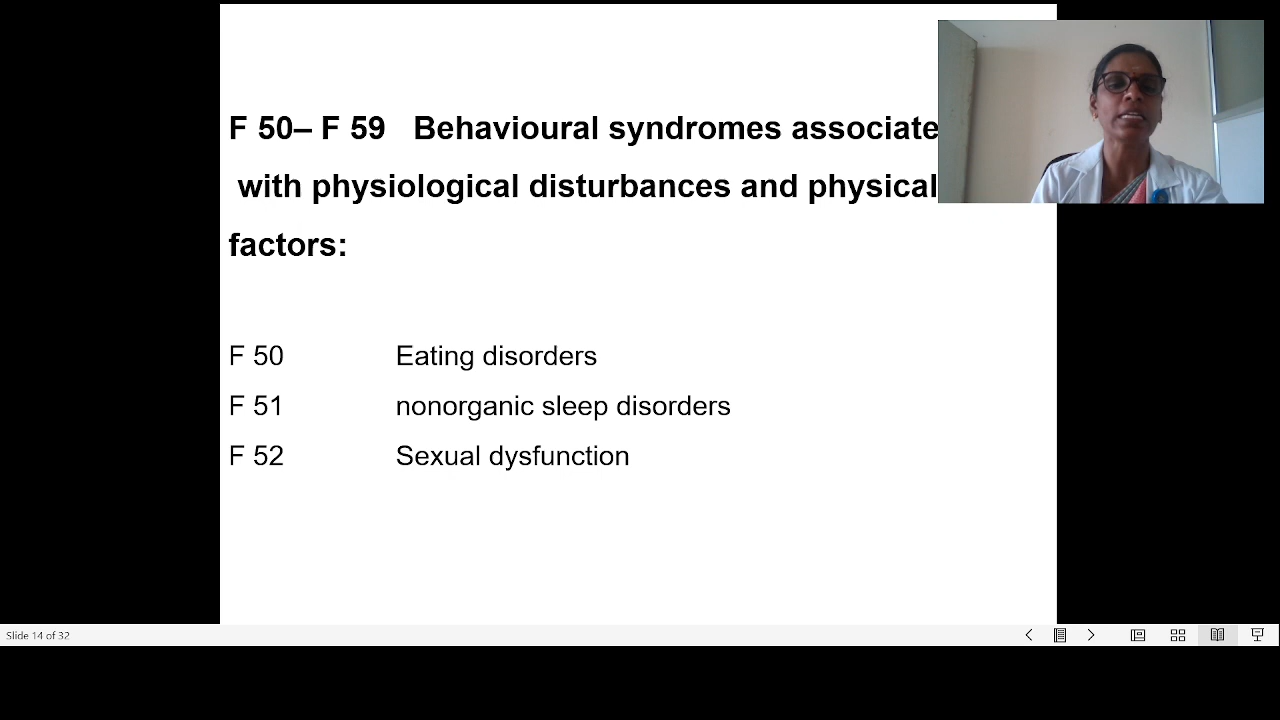 F 50– F 59 Behavioural syndromes associate
with physiological disturbances and physical
factors:
F 50 Eating disorders
F 51 nonorganic sleep disorders
F 52 Sexual dysfunction
Slide 14 of 32